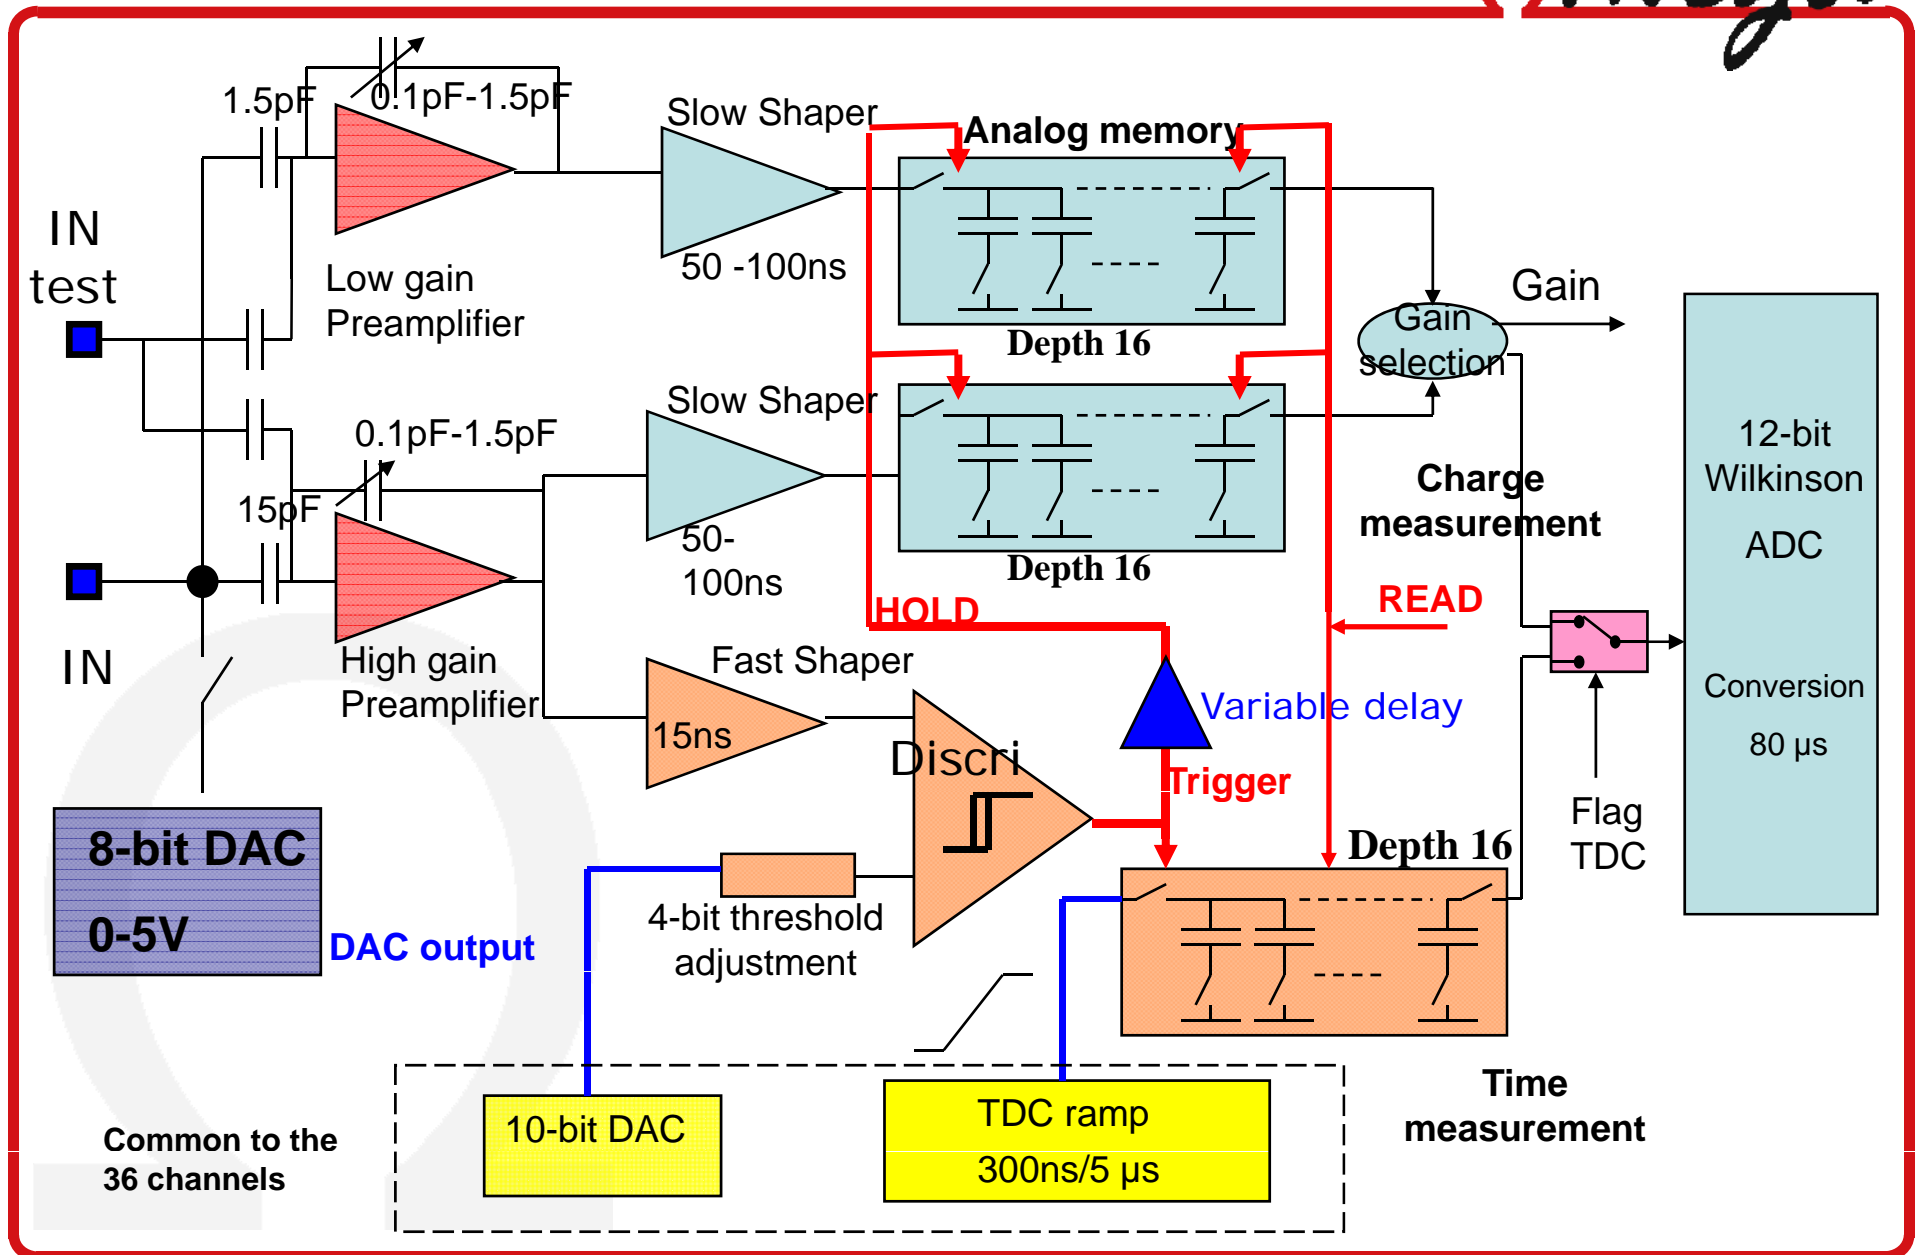 1.5pF
0.1pF-1.5pF
Slow Shaper
Analog memory
IN
test
Low gain
Preamplifier
50 -100ns
Depth 16
Gain
selection
Gain
Slow Shaper
0.1pF-1.5pF
15pF
50-
100ns
Depth 16
Charge
measurement
12-bit
Wilkinson
ADC
Conversion
80 µs
HOLD
READ
IN
High gain
Preamplifier
Fast Shaper
15ns
Discri
Variable delay
Trigger
Flag
TDC
Depth 16
8-bit DAC
0-5V
DAC output
4-bit threshold
adjustment
Time
measurement
Common to the
36 channels
10-bit DAC
TDC ramp
300ns/5 µs